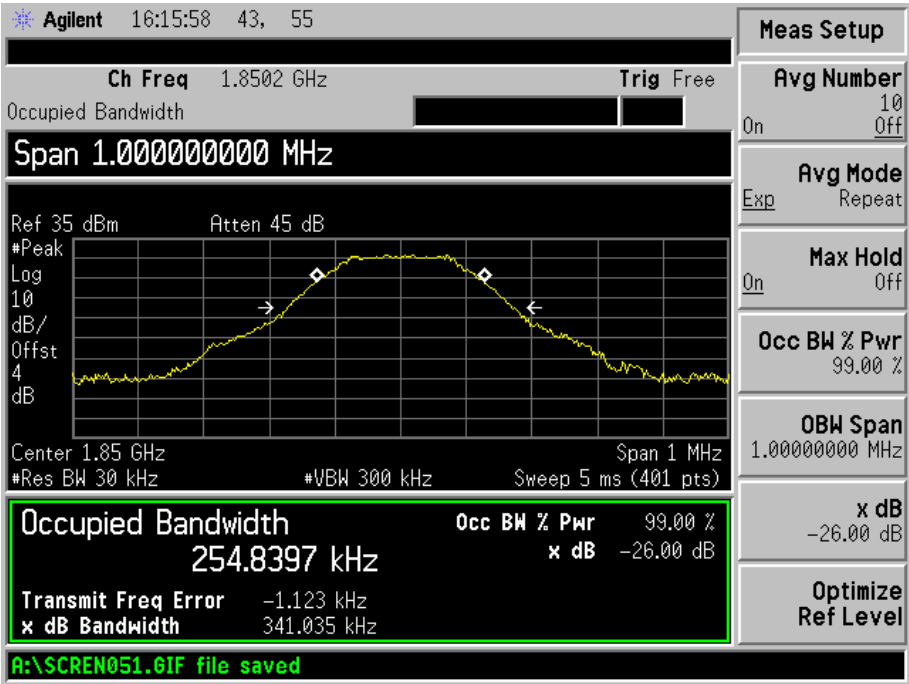 Agilent 16:15:58 43, 55
Ch Freq 1.8502 GHz Trig Free
Occupied Bandwidth
Span 1.000000000 MHz
Ref 35 dBm Atten 45 dB
#Peak
Log
10
dB/
Offst
4
dB
Center 1.85 GHz Span 1 MHz
#Res BW 30 kHz #VBW 300 kHz Sweep 5 ms (401 pts)
Occupied Bandwidth
254.8397 kHz
Occ BW % Pwr 99.00 %
x dB -26.00 dB
Transmit Freq Error -1.123 kHz
x dB Bandwidth 341.035 kHz
A:\SCREN051.GIF file saved
Meas Setup
Avg Number
10
On Off
Avg Mode
Exp Repeat
Max Hold
On Off
Occ BW % Pwr
99.00 %
OBW Span
1.00000000 MHz
x dB
-26.00 dB
Optimize
Ref Level